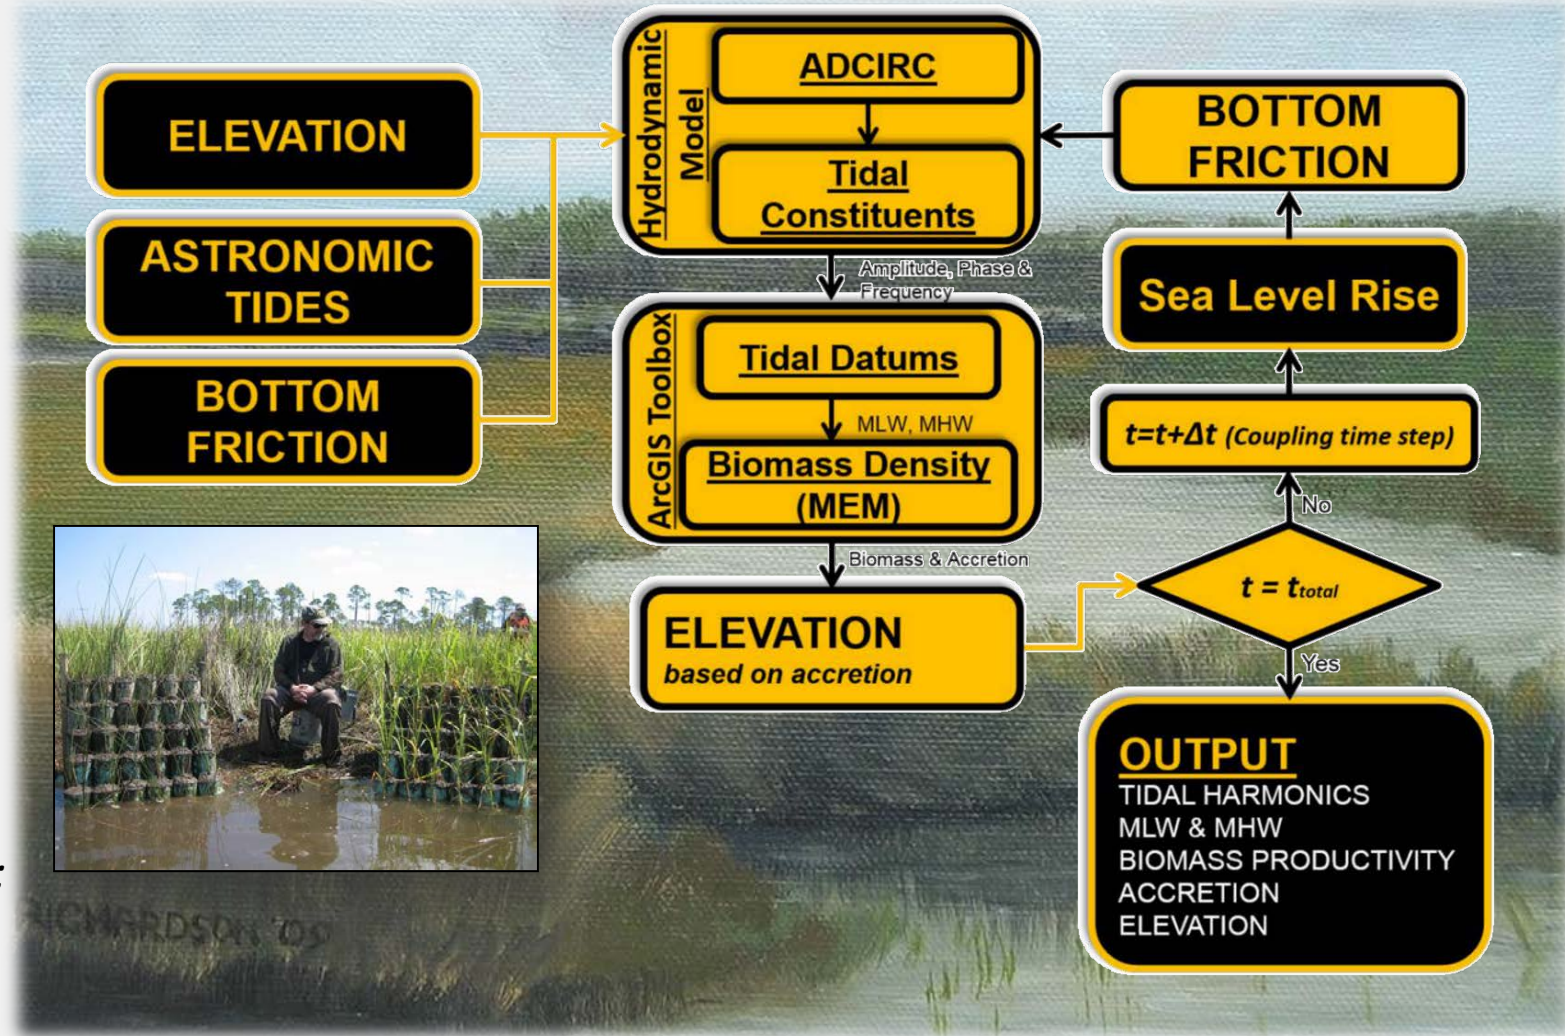 ELEVATION
ASTRONOMIC
TIDES
BOTTOM
FRICTION
Hydrodynamic
Model
ADCIRC
Tidal
Constituents
Amplitude, Phase &
Frequency
ArcGIS Toolbox
Tidal Datums
MLW, MHW
Biomass Density
(MEM)
Biomass & Accretion
ELEVATION
based on accretion
BOTTOM
FRICTION
Sea Level Rise
t=t+Δt (Coupling time step)
No
t = ttotal
Yes
OUTPUT
TIDAL HARMONICS
MLW & MHW
BIOMASS PRODUCTIVITY
ACCRETION
ELEVATION
RICHARDSON '09